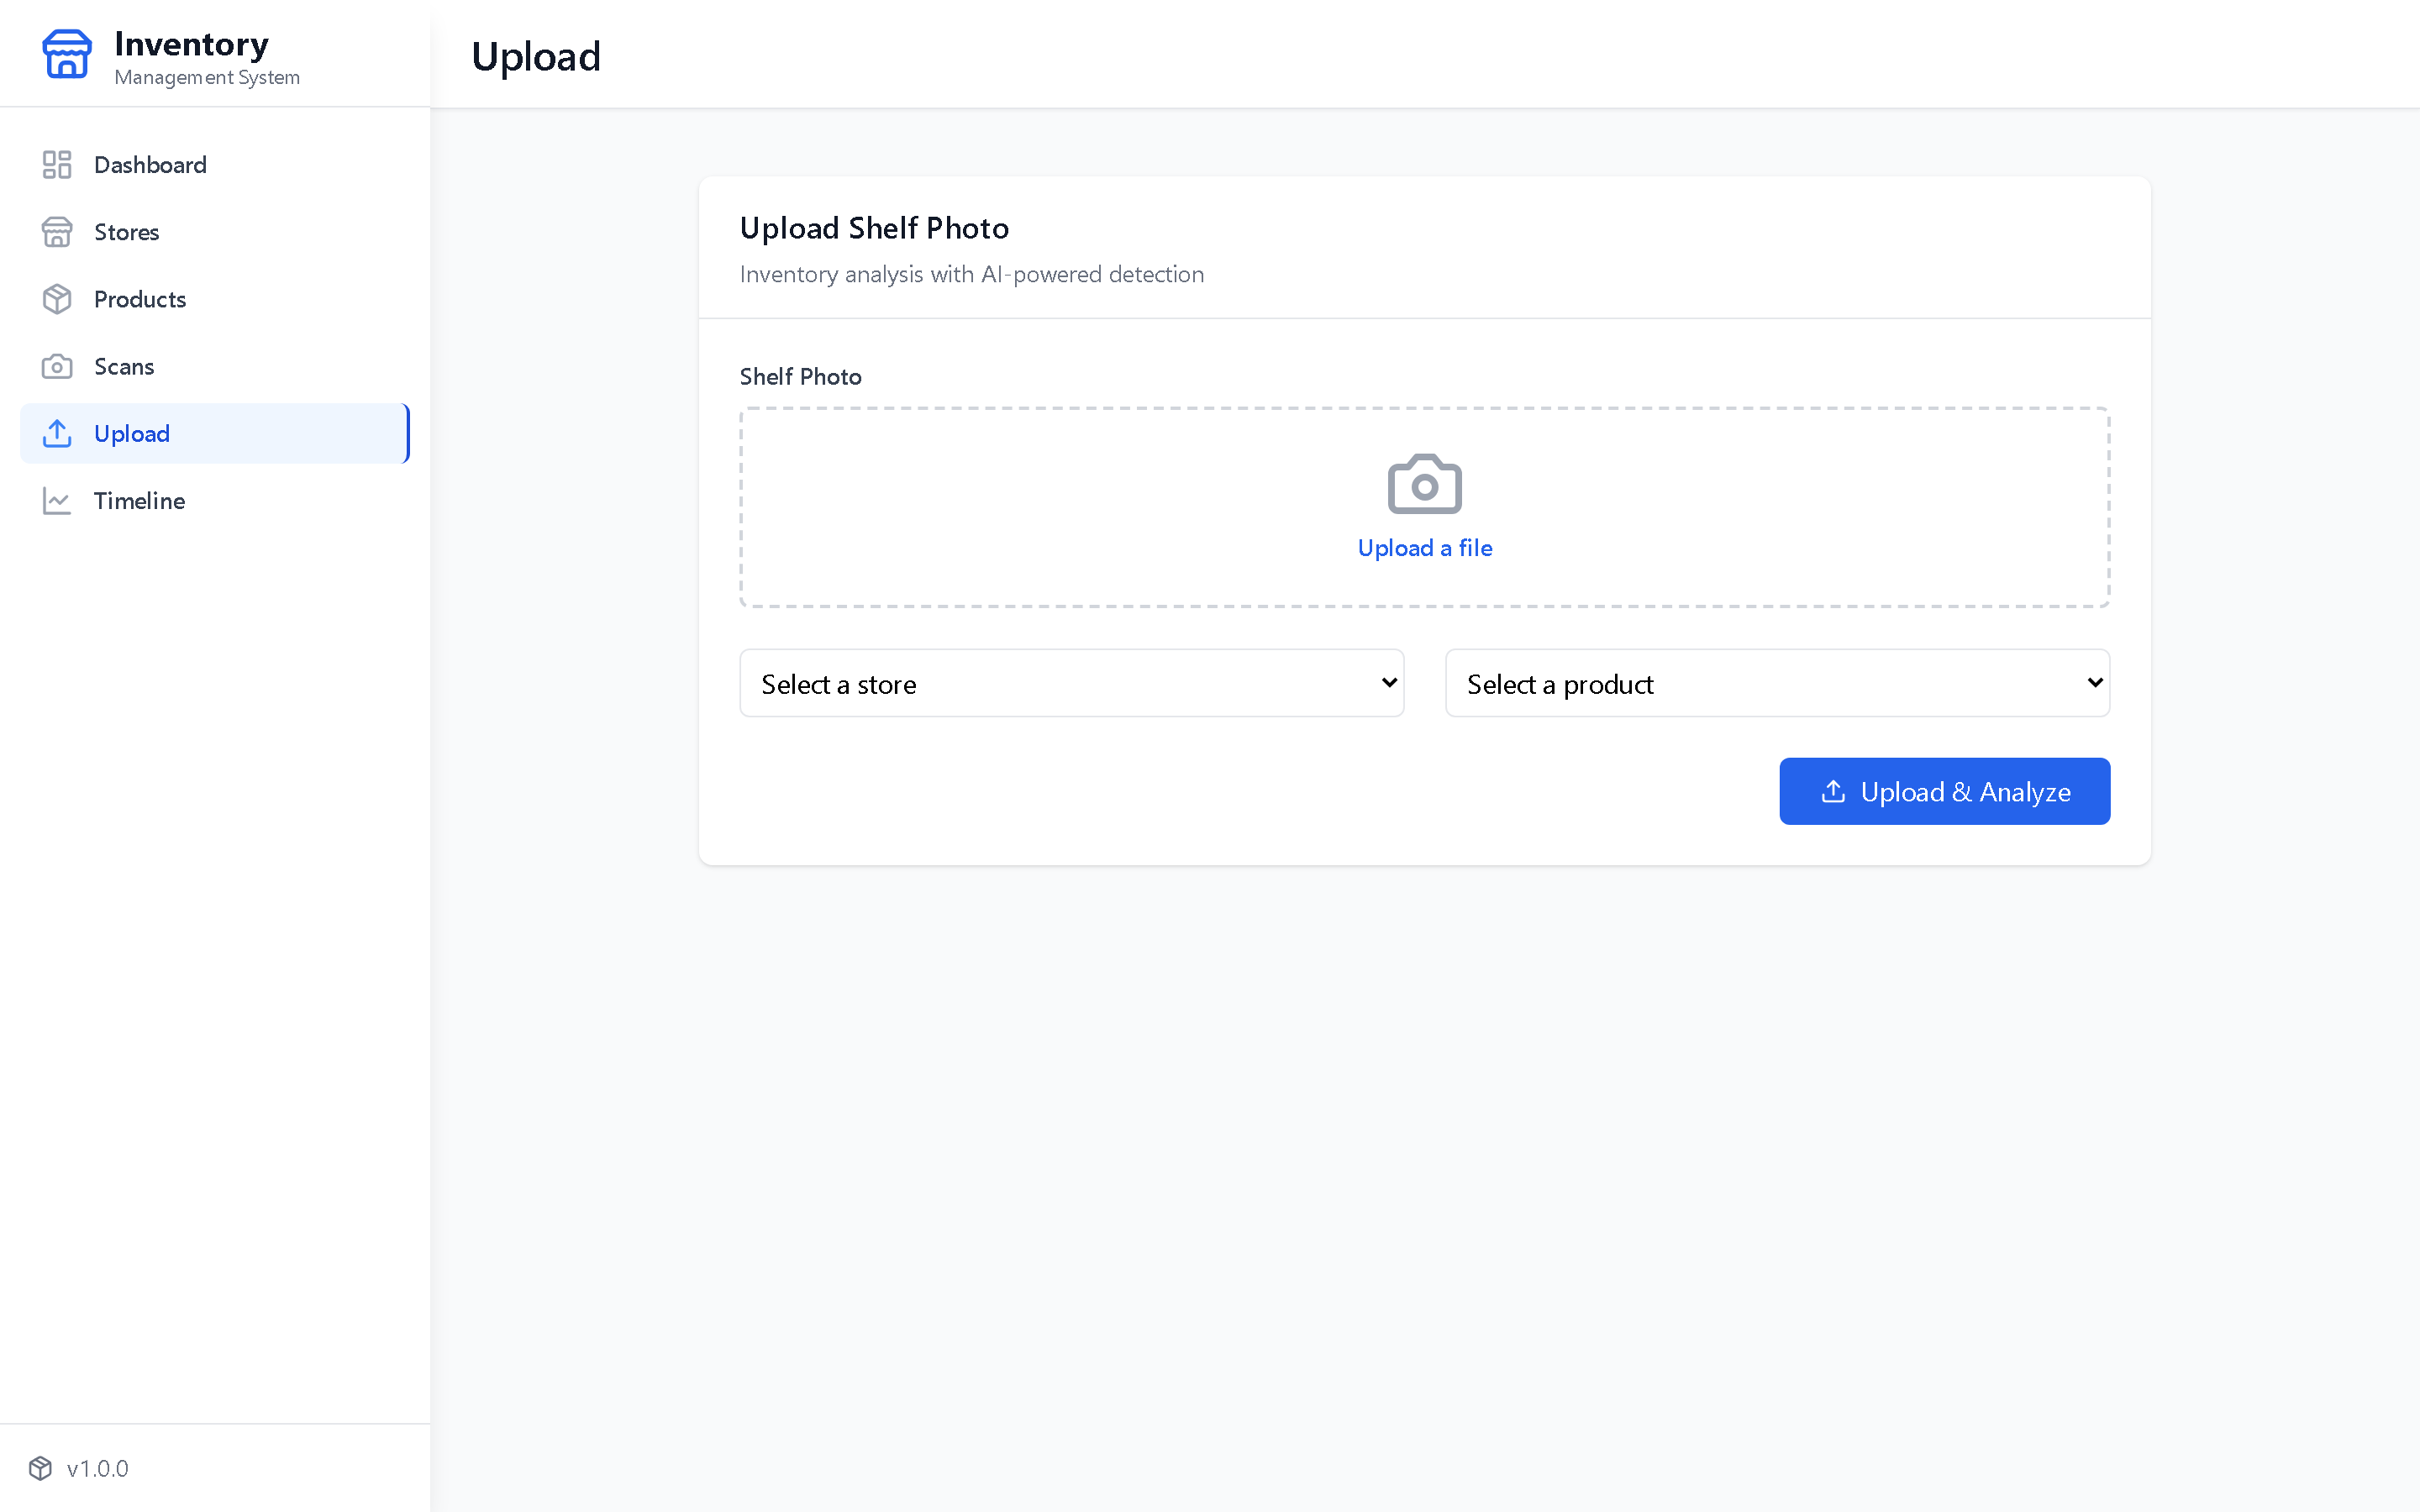 Inventory
Management System
Dashboard
Stores
Products
Scans
Upload
Timeline
v1.0.0
Upload
Upload Shelf Photo
Inventory analysis with AI-powered detection
Shelf Photo
Upload a file
Select a store
Select a product
Upload & Analyze